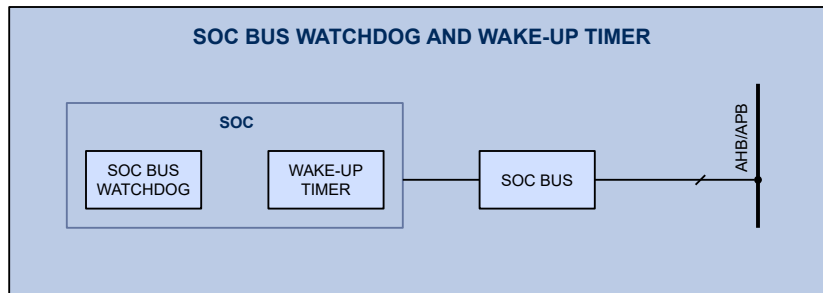 SOC BUS WATCHDOG AND WAKE-UP TIMER
SOC
SOC BUS
WATCHDOG
WAKE-UP
TIMER
SOC BUS
AHB/APB